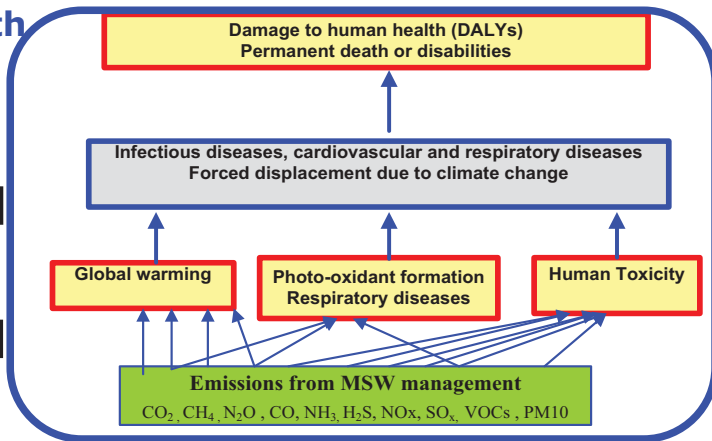 th
Damage to human health (DALYs)
Permanent death or disabilities
Infectious diseases, cardiovascular and respiratory diseases
Forced displacement due to climate change
Global warming
Photo-oxidant formation
Respiratory diseases
Human Toxicity
Emissions from MSW management
CO₂ , CH₄ , N₂O , CO, NH₃, H₂S, NOx, SOₓ, VOCs , PM10